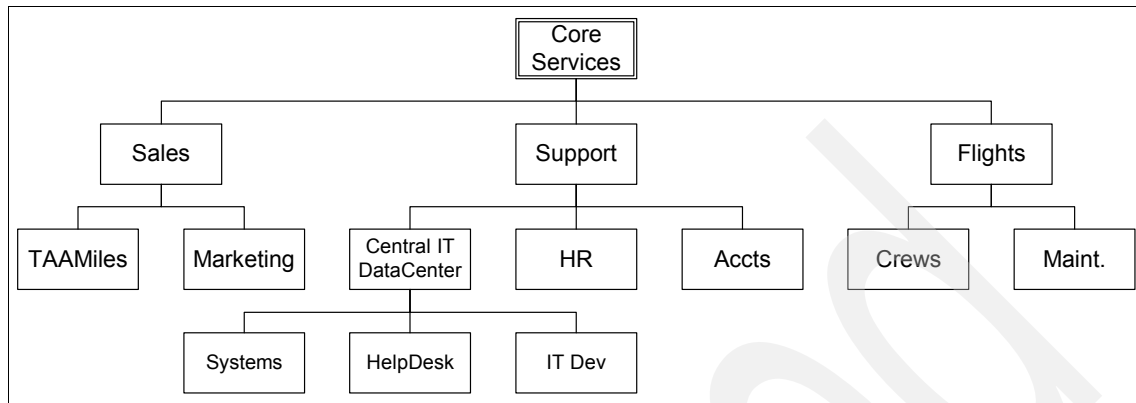 Core
Services
Sales
Support
Flights
TAAMiles
Marketing
Central IT
DataCenter
HR
Accts
Crews
Maint.
Systems
HelpDesk
IT Dev